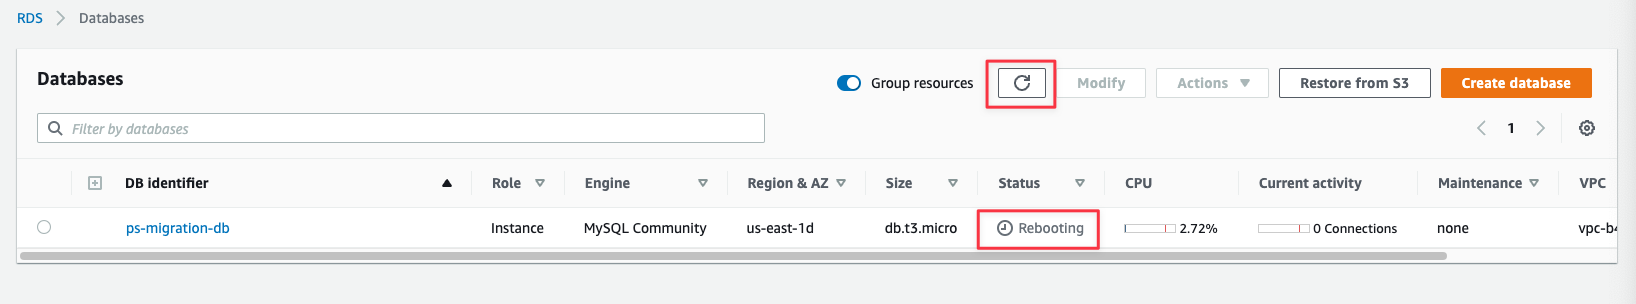 RDS > Databases
Databases
Group resources
Modify
Actions
Restore from S3
Create database
Filter by databases
1
DB identifier Role Engine Region & AZ Size Status CPU Current activity Maintenance VPC
ps-migration-db Instance MySQL Community us-east-1d db.t3.micro Rebooting 2.72% 0 Connections none vpc-b4